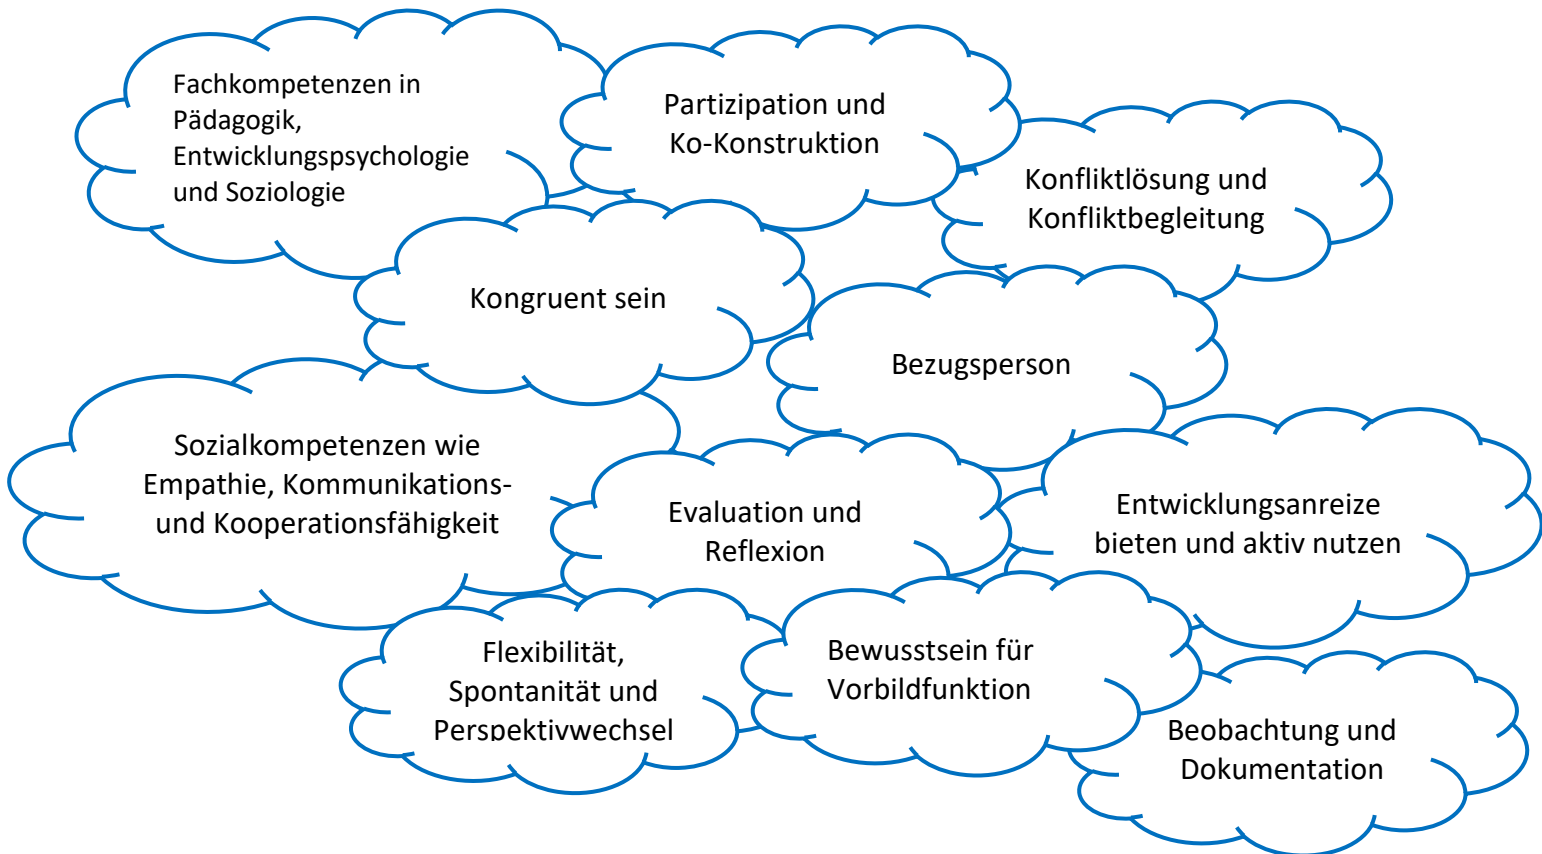 Fachkompetenzen in
Pädagogik,
Entwicklungspsychologie
und Soziologie
Partizipation und
Ko-Konstruktion
Konfliktlösung und
Konfliktbegleitung
Kongruent sein
Bezugsperson
Sozialkompetenzen wie
Empathie, Kommunikations-
und Kooperationsfähigkeit
Evaluation und
Reflexion
Entwicklungsanreize
bieten und aktiv nutzen
Flexibilität,
Spontanität und
Perspektivwechsel
Bewusstsein für
Vorbildfunktion
Beobachtung und
Dokumentation